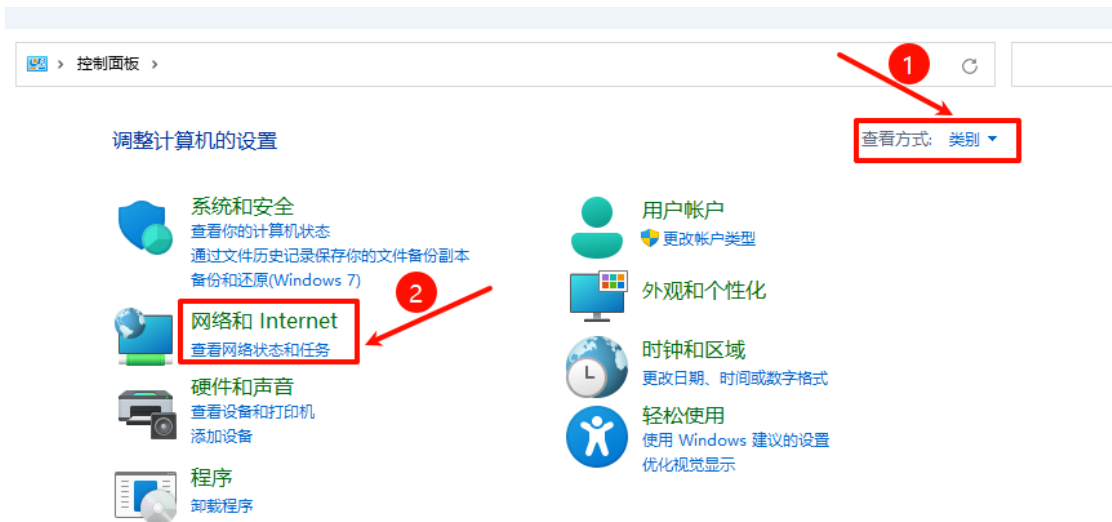 控制面板
1
调整计算机的设置
查看方式: 类别
系统和安全
查看你的计算机状态
通过文件历史记录保存你的文件备份副本
备份和还原(Windows 7)
2
网络和 Internet
查看网络状态和任务
硬件和声音
查看设备和打印机
添加设备
程序
卸载程序
用户帐户
更改帐户类型
外观和个性化
时钟和区域
更改日期、时间或数字格式
轻松使用
使用 Windows 建议的设置
优化视觉显示